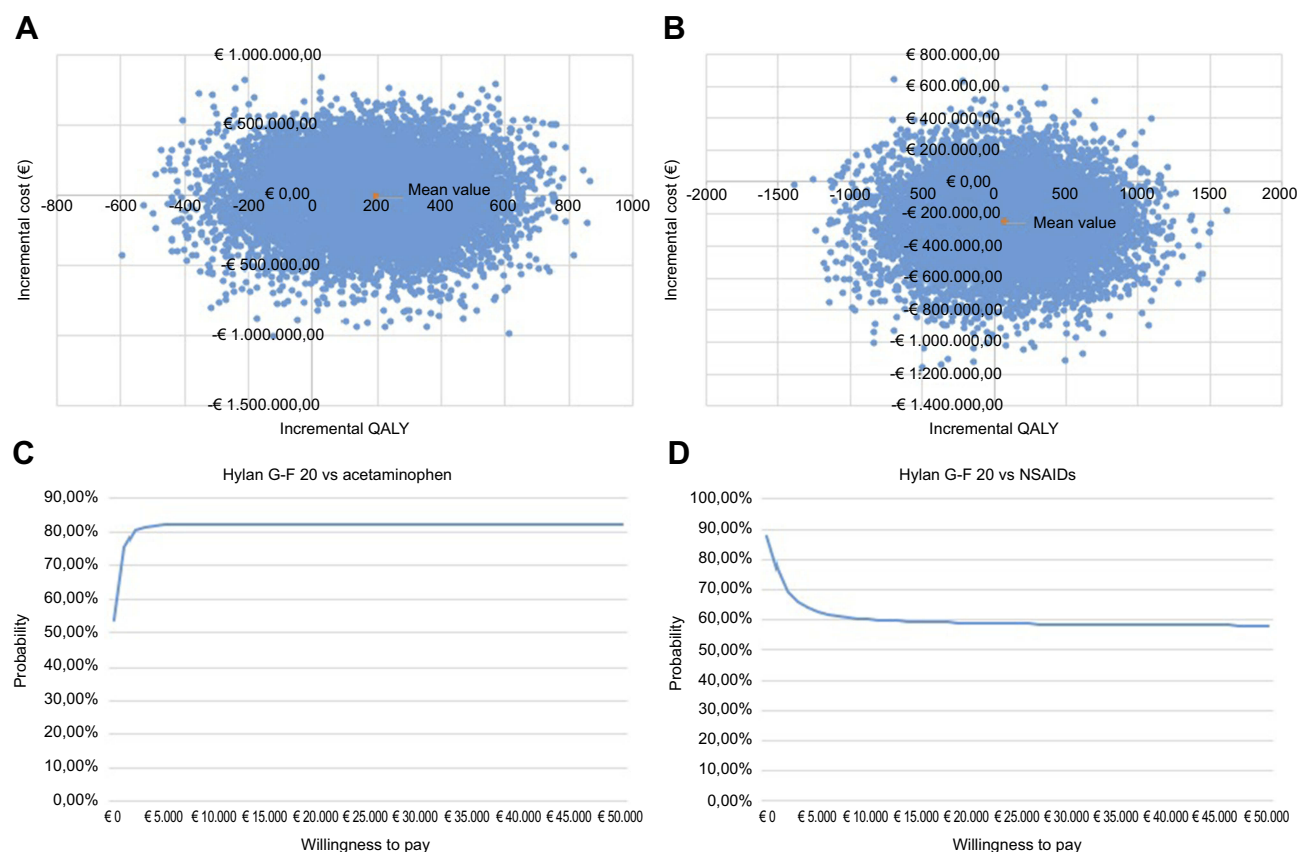 A
Incremental cost (€)
€ 1.000.000,00
€ 500.000,00
€ 0,00
-€ 500.000,00
-€ 1.000.000,00
-€ 1.500.000,00
Mean value
-800 -600 -400 -200 0 200 400 600 800 1000
Incremental QALY
B
Incremental cost (€)
€ 800.000,00
€ 600.000,00
€ 400.000,00
€ 200.000,00
€ 0,00
-€ 200.000,00
-€ 400.000,00
-€ 600.000,00
-€ 800.000,00
-€ 1.000.000,00
-€ 1.200.000,00
-€ 1.400.000,00
-2000 -1500 -1000 500 0 500 1000 1500 2000
Mean value
Incremental QALY
C
Hylan G-F 20 vs acetaminophen
Probability
90,00%
80,00%
70,00%
60,00%
50,00%
40,00%
30,00%
20,00%
10,00%
0,00%
€ 0 € 5.000 € 10.000 € 15.000 € 20.000 € 25.000 € 30.000 € 35.000 € 40.000 € 45.000 € 50.000
Willingness to pay
D
Hylan G-F 20 vs NSAIDs
Probability
100,00%
90,00%
80,00%
70,00%
60,00%
50,00%
40,00%
30,00%
20,00%
10,00%
0,00%
€ 0 € 5.000 € 10.000 € 15.000 € 20.000 € 25.000 € 30.000 € 35.000 € 40.000 € 45.000 € 50.000
Willingness to pay